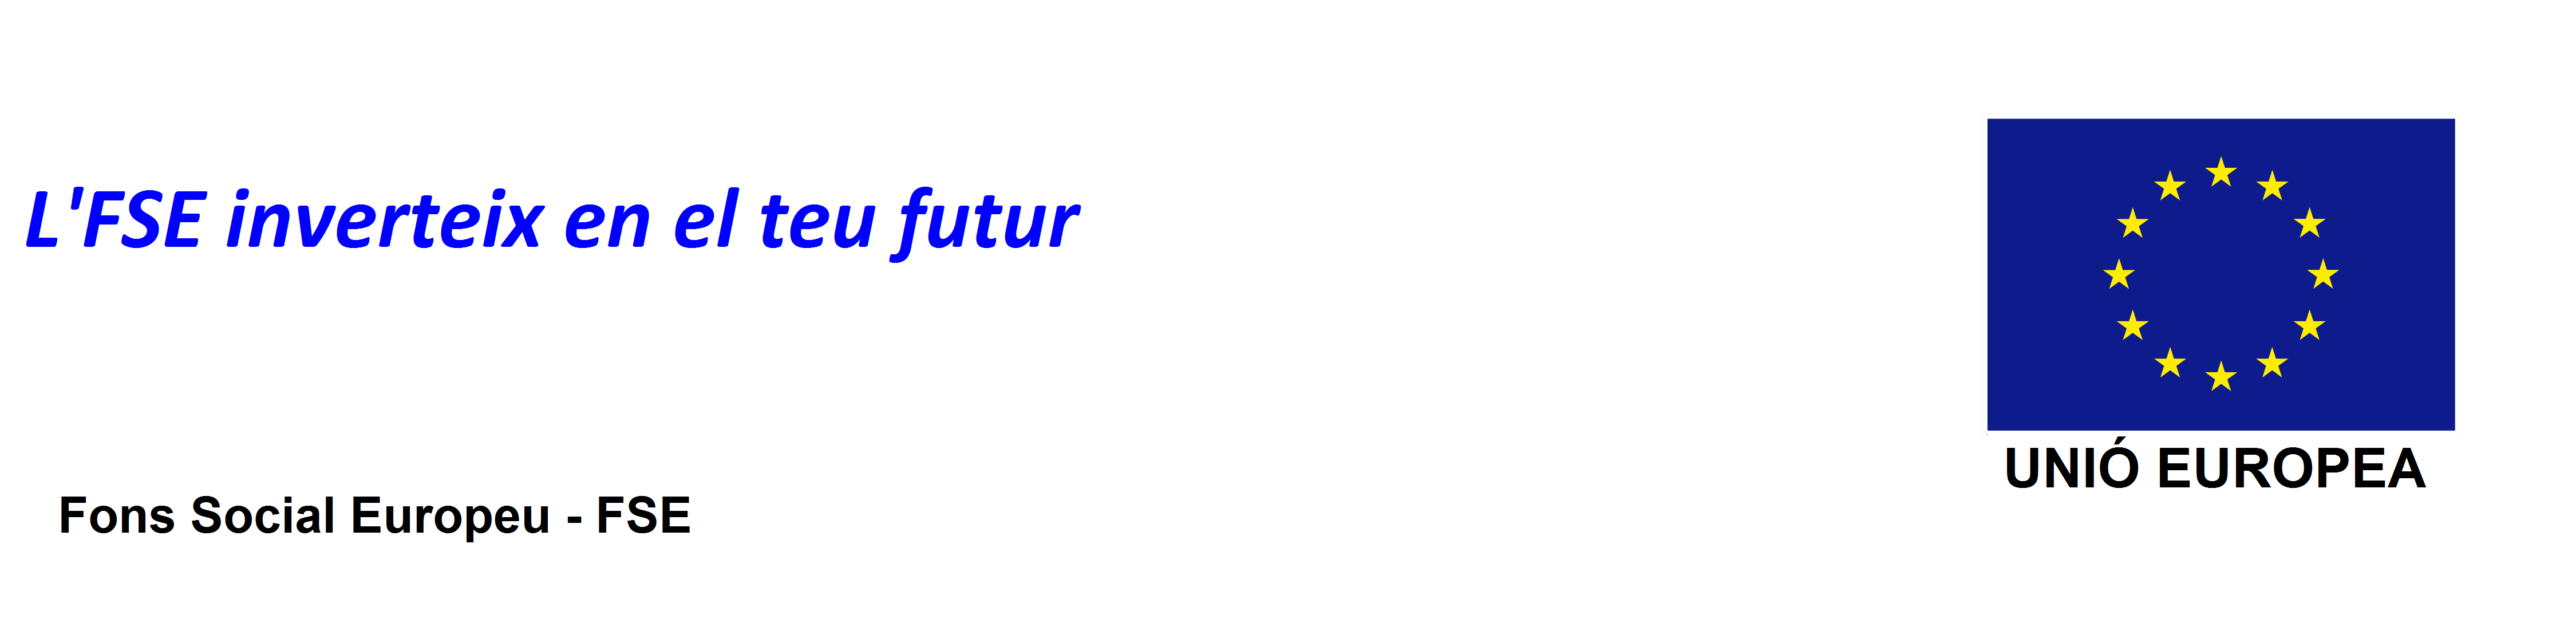 L'FSE inverteix en el teu futur
UNIÓ EUROPEA
Fons Social Europeu - FSE